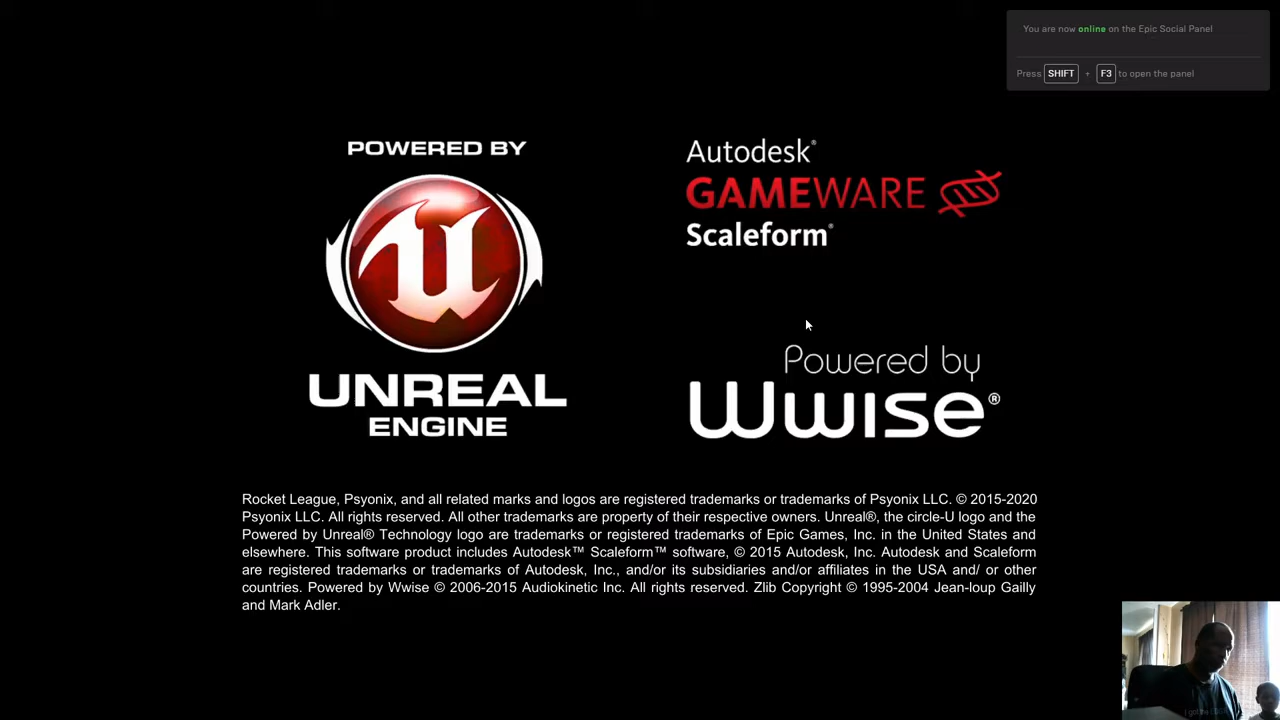 You are now online on the Epic Social Panel
Press SHIFT + F3 to open the panel
POWERED BY
UNREAL
ENGINE
Autodesk®
GAMEWARE
Scaleform®
Powered by
Wwise®
Rocket League, Psyonix, and all related marks and logos are registered trademarks or trademarks of Psyonix LLC. © 2015-2020
Psyonix LLC. All rights reserved. All other trademarks are property of their respective owners. Unreal®, the circle-U logo and the
Powered by Unreal® Technology logo are trademarks or registered trademarks of Epic Games, Inc. in the United States and
elsewhere. This software product includes Autodesk™ Scaleform™ software, © 2015 Autodesk, Inc. Autodesk and Scaleform
are registered trademarks or trademarks of Autodesk, Inc., and/or its subsidiaries and/or affiliates in the USA and/ or other
countries. Powered by Wwise © 2006-2015 Audiokinetic Inc. All rights reserved. Zlib Copyright © 1995-2004 Jean-loup Gailly
and Mark Adler.